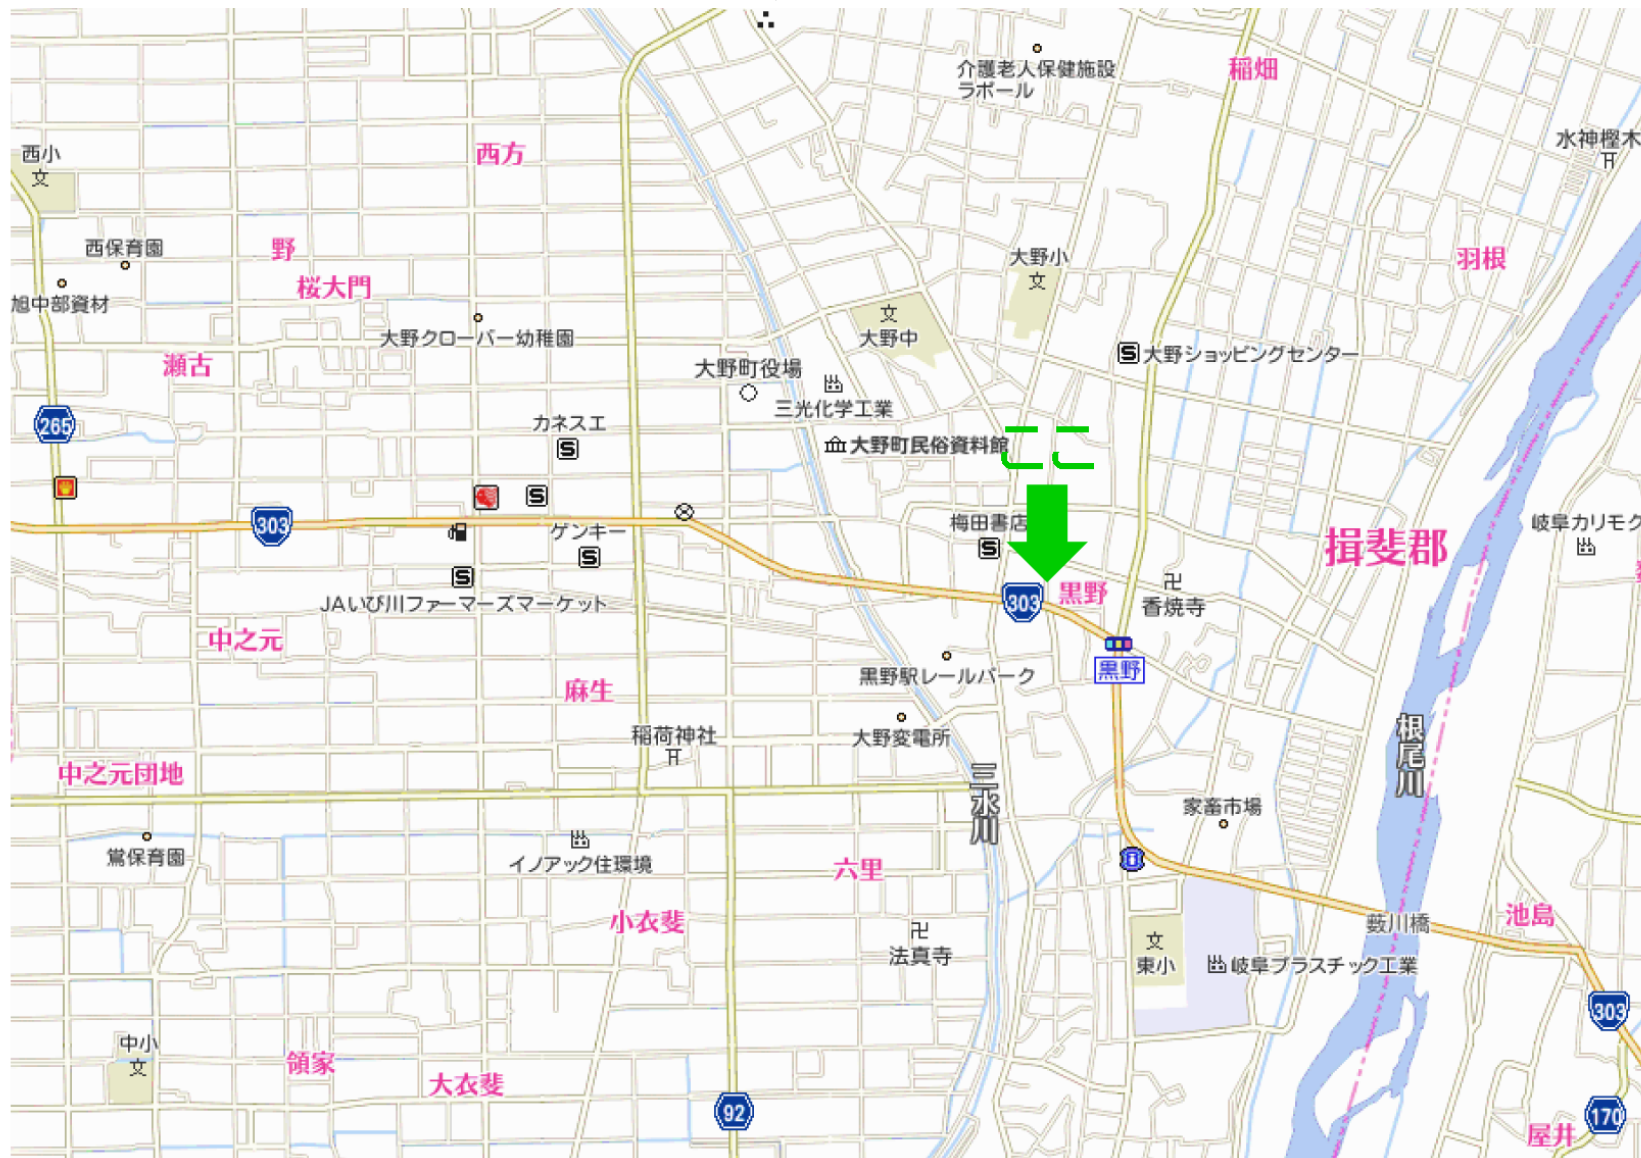 介護老人保健施設
ラポール
稲畑
水神樫木
西小
文
西方
西保育園
野
桜大門
旭中部資材
大野小
文
羽根
大野クローバー幼稚園
文
大野中
S
大野ショッピングセンター
瀬古
大野町役場
三光化学工業
265
カネスエ
S
大野町民俗資料館
ここ
S
303
ゲンキー
S
梅田書店
S
揖斐郡
岐阜カリモク
S
JAいび川ファーマーズマーケット
303
黒野
香焼寺
中之元
黒野
黒野駅レールパーク
麻生
稲荷神社
大野変電所
根尾川
中之元団地
三水川
家畜市場
鴬保育園
イノアック住環境
六里
小衣斐
薮川橋
池島
法真寺
文
東小
岐阜プラスチック工業
303
中小
文
領家
大衣斐
92
170
屋井